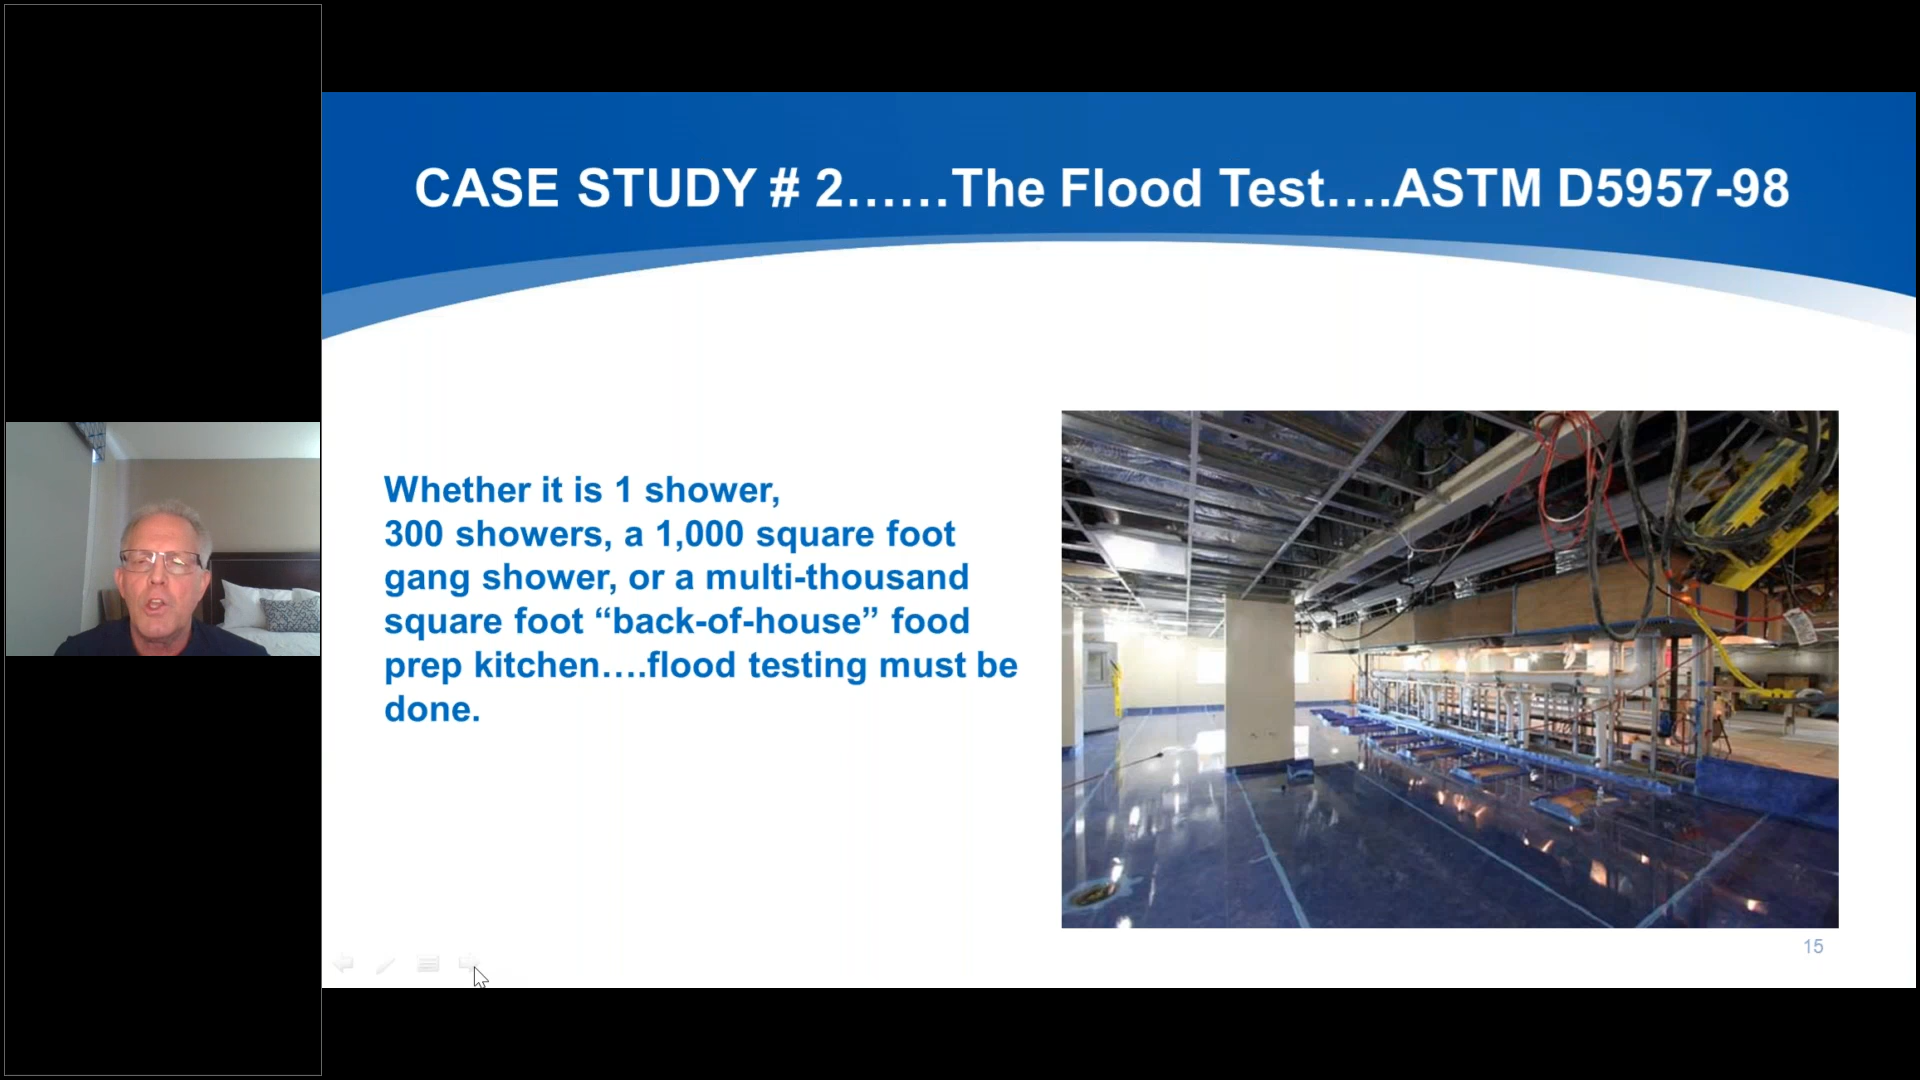 CASE STUDY # 2……The Flood Test….ASTM D5957-98
Whether it is 1 shower,
300 showers, a 1,000 square foot
gang shower, or a multi-thousand
square foot “back-of-house” food
prep kitchen….flood testing must be
done.
15